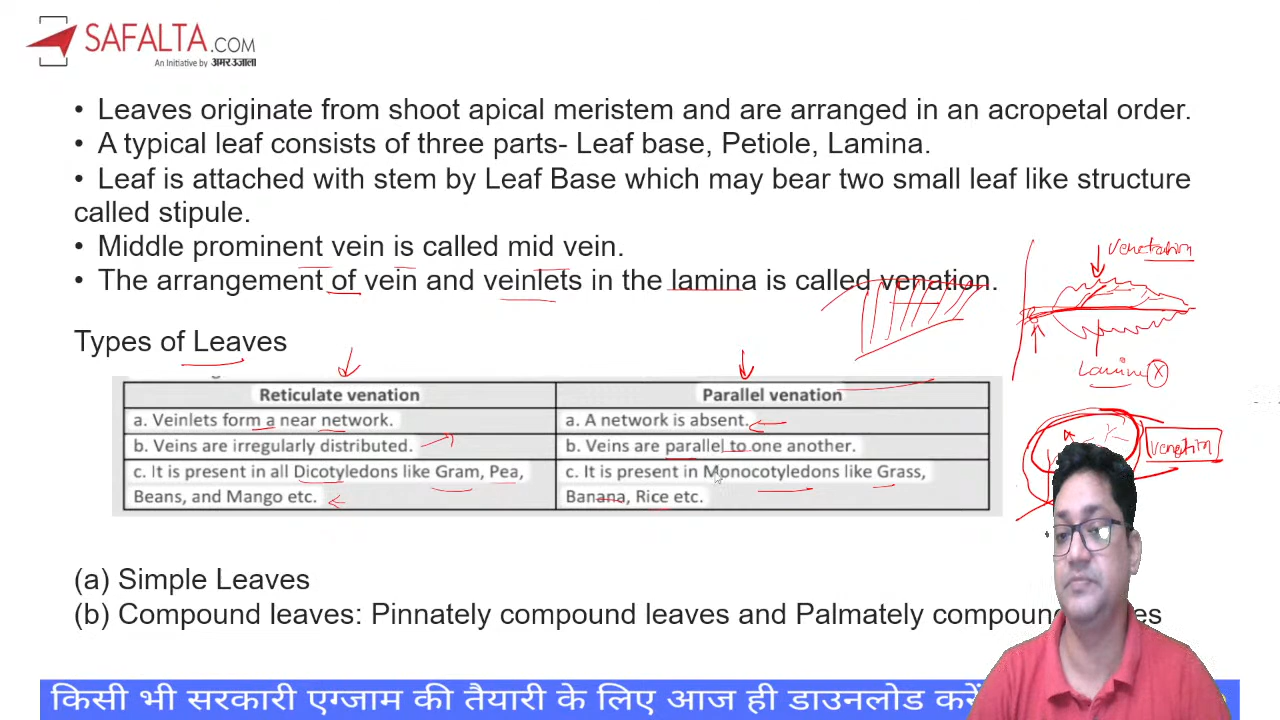 SAFALTA.COM
An Initiative by अमर उजाला
• Leaves originate from shoot apical meristem and are arranged in an acropetal order.
• A typical leaf consists of three parts- Leaf base, Petiole, Lamina.
• Leaf is attached with stem by Leaf Base which may bear two small leaf like structure
called stipule.
• Middle prominent vein is called mid vein.
• The arrangement of vein and veinlets in the lamina is called venation.
venetation
Types of Leaves
Lamina
Reticulate venation
Parallel venation
a. Veinlets form a near network.
a. A network is absent.
b. Veins are irregularly distributed.
b. Veins are parallel to one another.
venation
c. It is present in all Dicotyledons like Gram, Pea,
Beans, and Mango etc.
c. It is present in Monocotyledons like Grass,
Banana, Rice etc.
(a) Simple Leaves
(b) Compound leaves: Pinnately compound leaves and Palmately
किसी भी सरकारी एग्जाम की तैयारी के लिए आज ही डाउनलोड करें